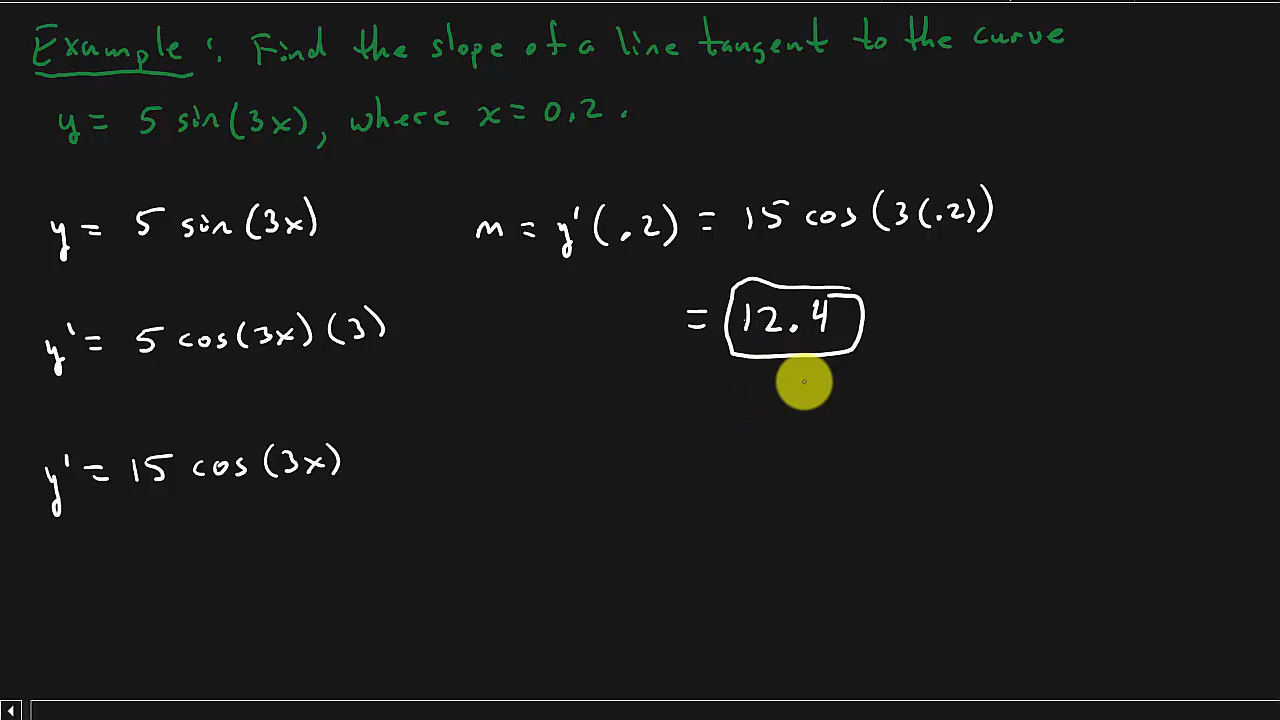 Example: Find the slope of a line tangent to the curve
y = 5 sin(3x), where x = 0.2.
y = 5 sin(3x)
y' = 5 cos(3x)(3)
y' = 15 cos(3x)
m = y'(.2) = 15 cos(3(.2))
= 12.4